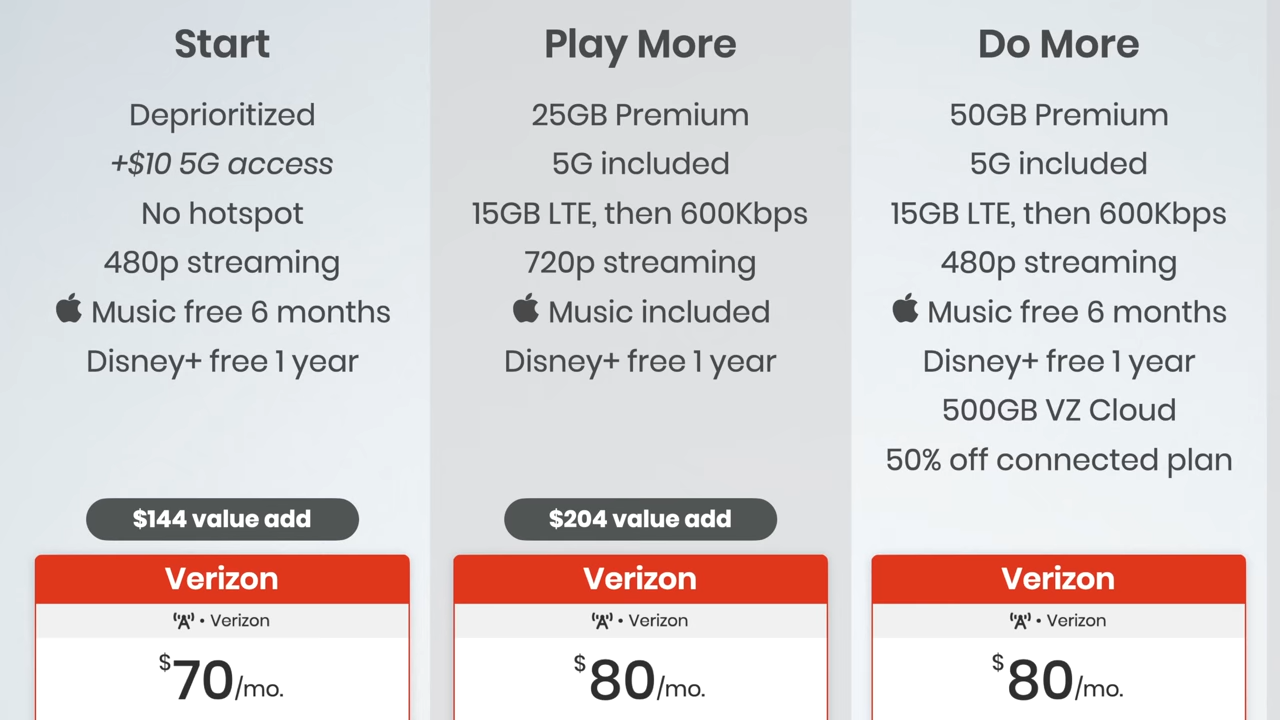 Start
Deprioritized
+$10 5G access
No hotspot
480p streaming
Music free 6 months
Disney+ free 1 year
$144 value add
Verizon
• Verizon
$70/mo.
Play More
25GB Premium
5G included
15GB LTE, then 600Kbps
720p streaming
Music included
Disney+ free 1 year
$204 value add
Verizon
• Verizon
$80/mo.
Do More
50GB Premium
5G included
15GB LTE, then 600Kbps
480p streaming
Music free 6 months
Disney+ free 1 year
500GB VZ Cloud
50% off connected plan
Verizon
• Verizon
$80/mo.